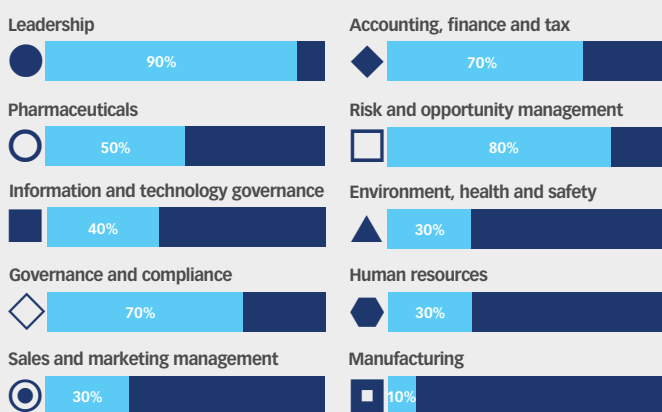 Leadership
90%
Accounting, finance and tax
70%
Pharmaceuticals
50%
Risk and opportunity management
80%
Information and technology governance
40%
Environment, health and safety
30%
Governance and compliance
70%
Human resources
30%
Sales and marketing management
30%
Manufacturing
10%